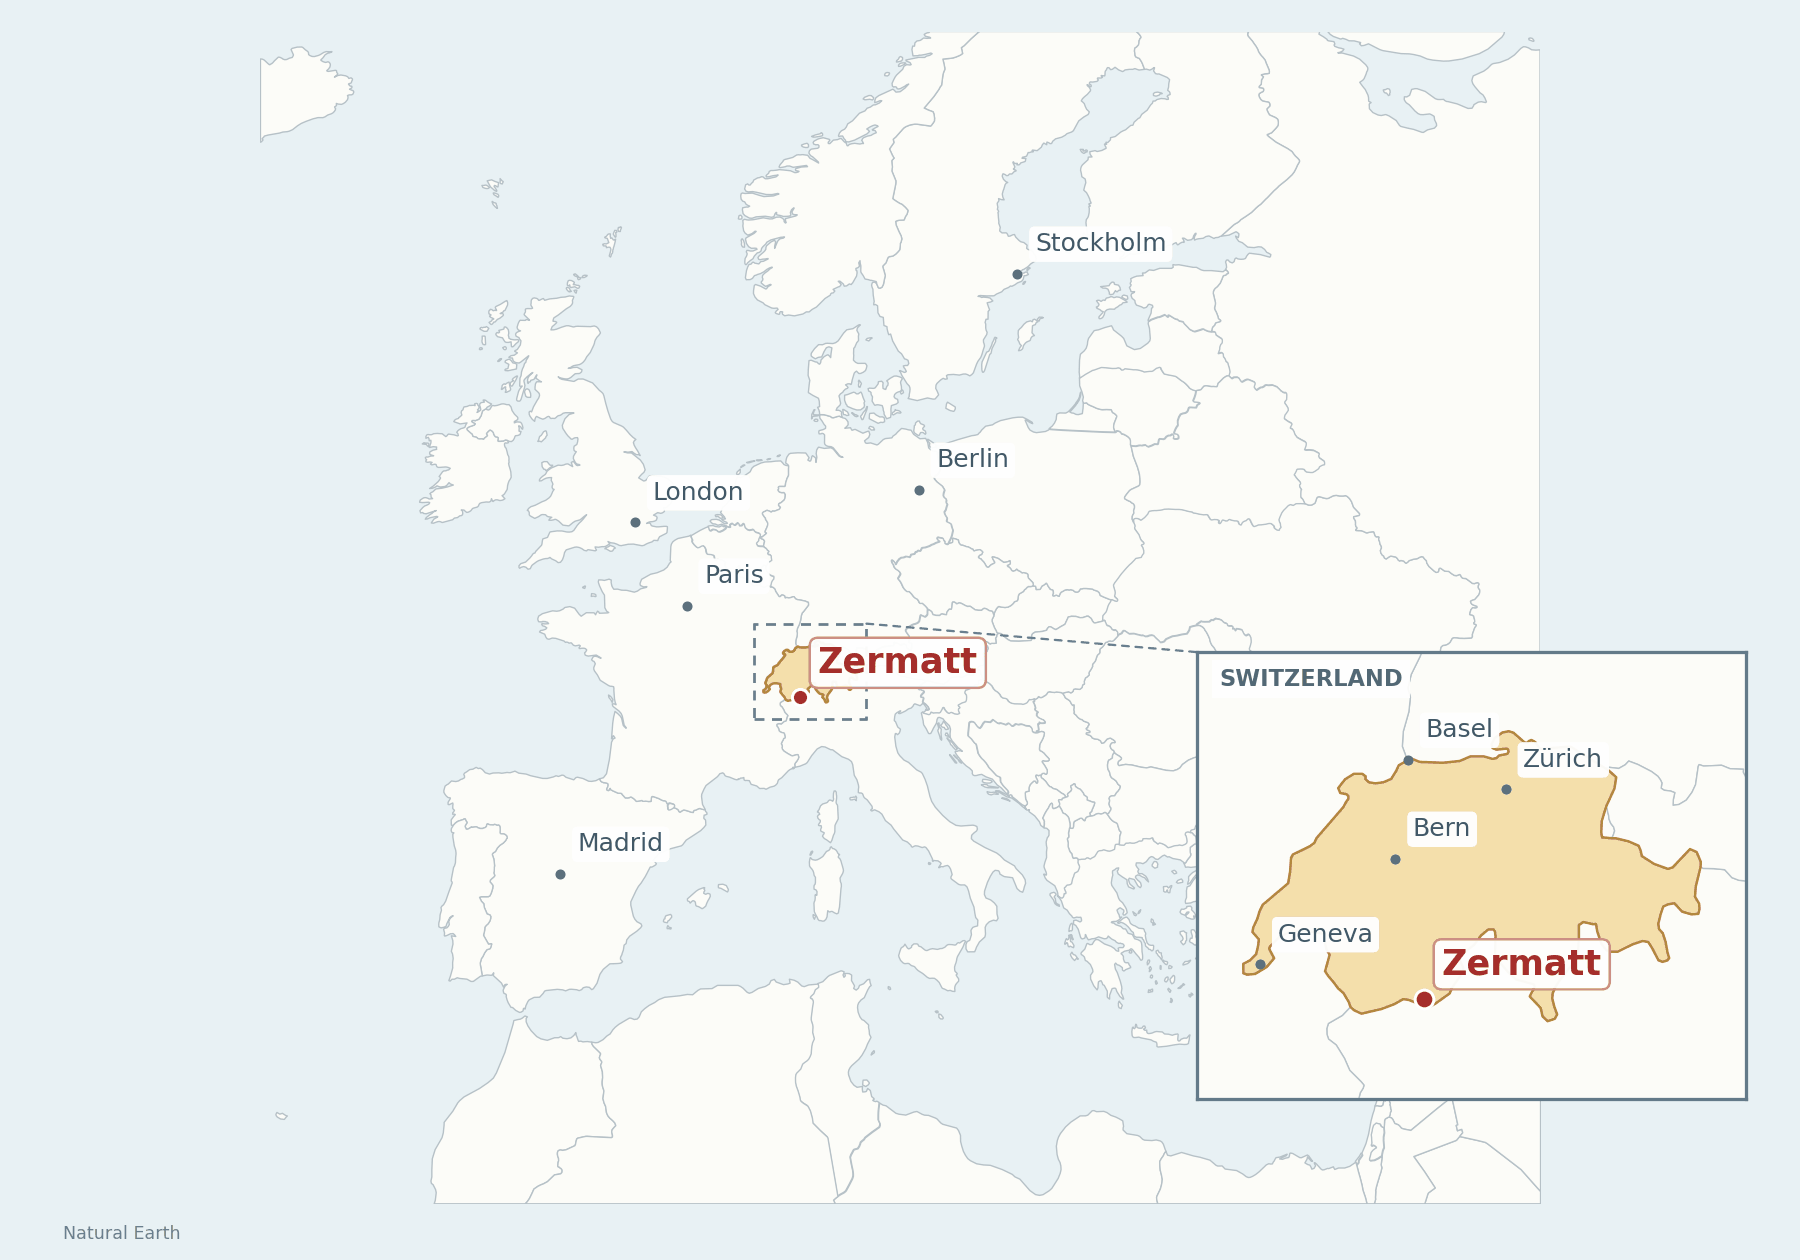 Stockholm
Berlin
London
Paris
Zermatt
SWITZERLAND
Basel
Zürich
Bern
Madrid
Geneva
Zermatt
Natural Earth